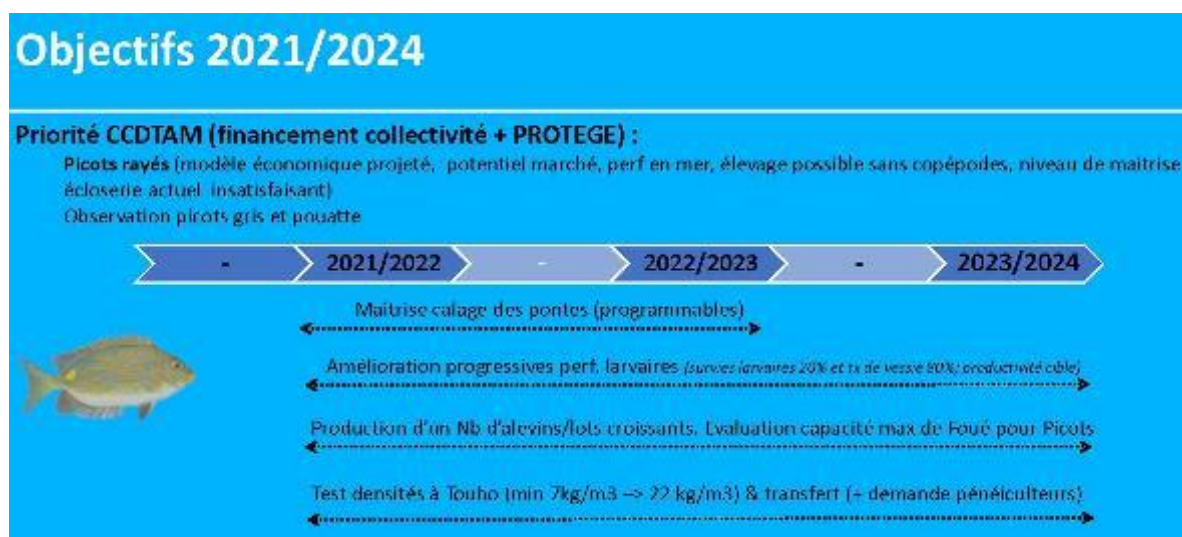 Objectifs 2021/2024
Priorité CCDTAM (financement collectivité + PROTEGE) :
Picots rayés (modèle économique projeté, potentiel marché, perf en mer, élevage possible sans copépodes, niveau de maitrise
écloserie actuel insatisfaisant)
Observation picots gris et pouatte
- 2021/2022 - 2022/2023 - 2023/2024
Maitrise calage des pontes (programmables)
Amélioration progressives perf. larvaires (survies larvaires 20% et tx de vessie 80%; productivité cible)
Production d'un Nb d'alevins/lots croissants. Evaluation capacité max de Foué pour Picots
Test densités à Touho (min 7kg/m3 --> 22 kg/m3) & transfert (+ demande pénéiculteurs)